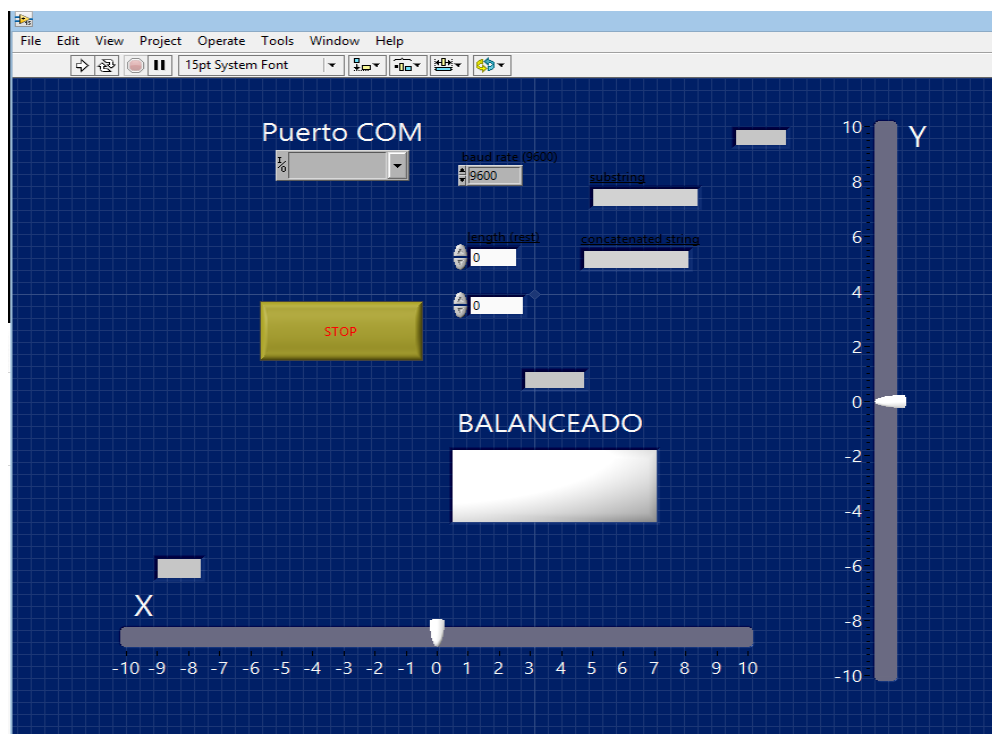 File Edit View Project Operate Tools Window Help
15pt System Font
Puerto COM
I/O
baud rate (9600)
9600
substring
length (rest)
0
concatenated string
0
STOP
BALANCEADO
Y
10
8
6
4
2
0
-2
-4
-6
-8
-10
X
-10 -9 -8 -7 -6 -5 -4 -3 -2 -1 0 1 2 3 4 5 6 7 8 9 10